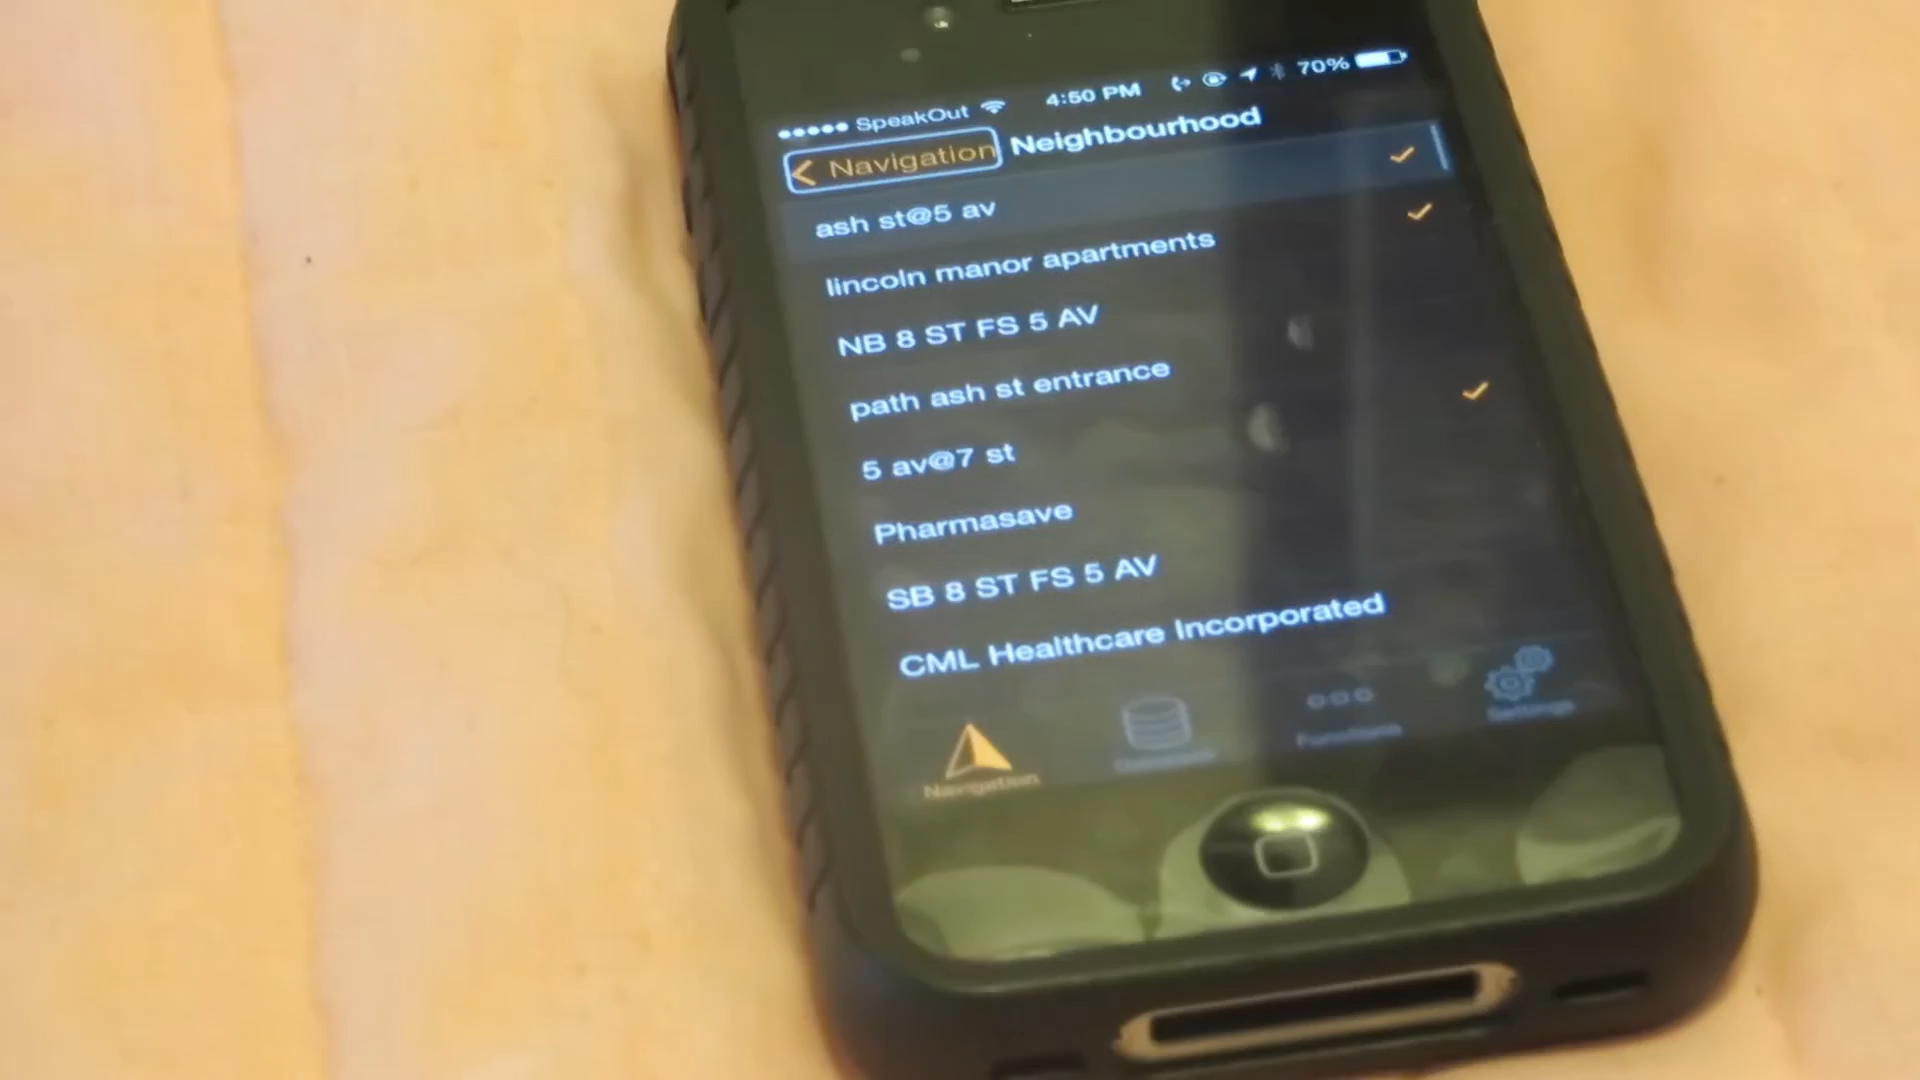 SpeakOut 4:50 PM 70%
Navigation Neighbourhood
ash st@5 av
lincoln manor apartments
NB 8 ST FS 5 AV
path ash st entrance
5 av@7 st
Pharmasave
SB 8 ST FS 5 AV
CML Healthcare Incorporated
Navigation Functions Settings